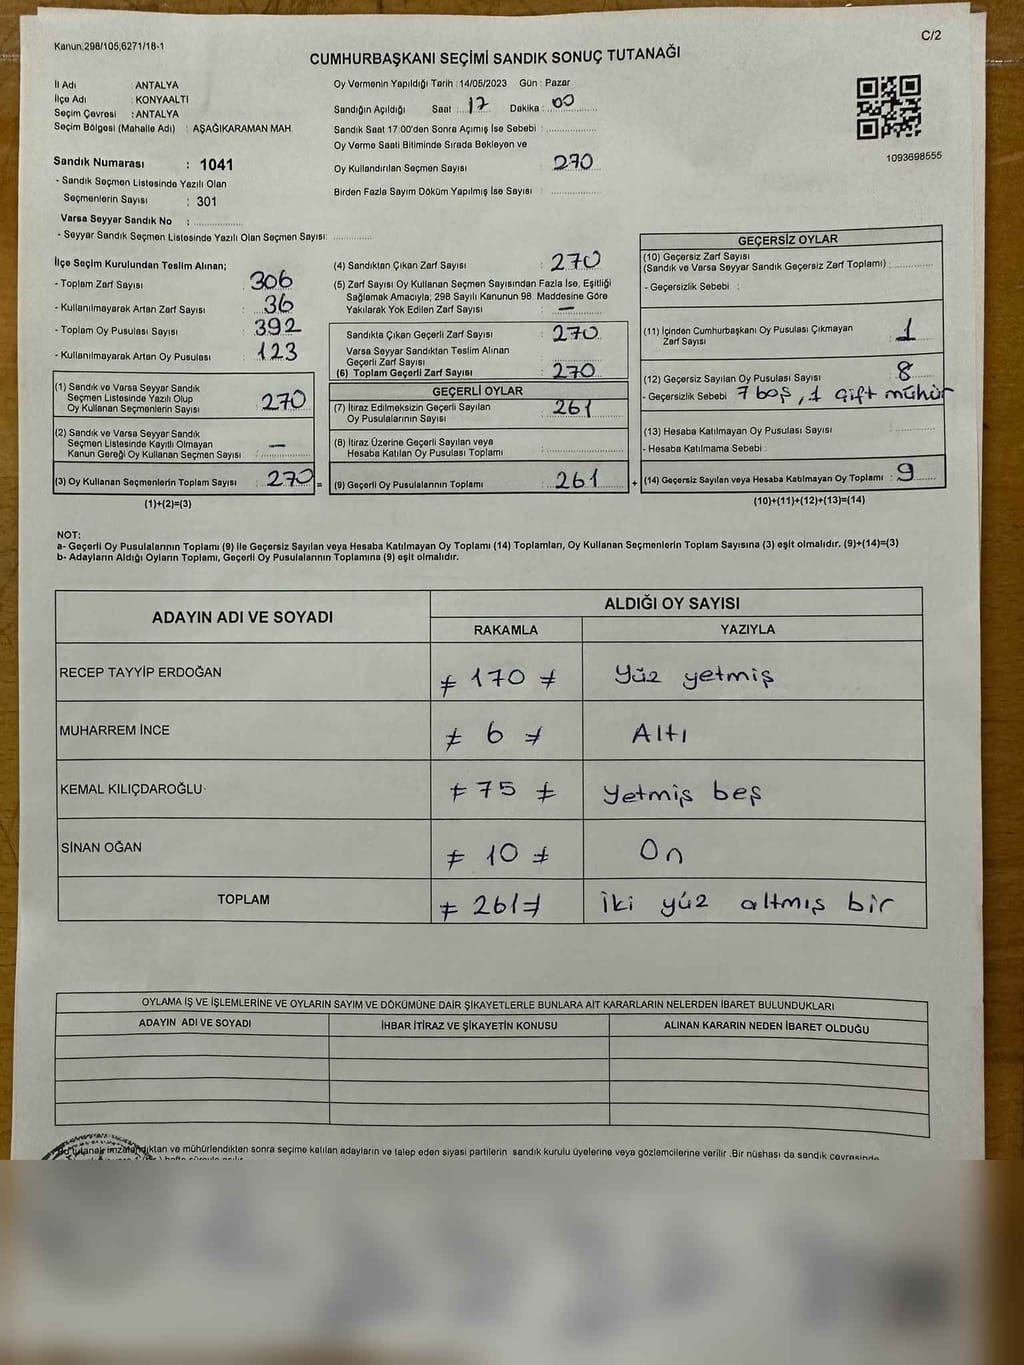 Kanun;298/105,6271/18-1
C/2
CUMHURBAŞKANI SEÇİMİ SANDIK SONUÇ TUTANAĞI
İl Adı : ANTALYA
İlçe Adı : KONYAALTI
Seçim Çevresi : ANTALYA
Seçim Bölgesi (Mahalle Adı) : AŞAĞIKARAMAN MAH.
Sandık Numarası : 1041
- Sandık Seçmen Listesinde Yazılı Olan
Seçmenlerin Sayısı : 301
Varsa Seyyar Sandık No :
- Seyyar Sandık Seçmen Listesinde Yazılı Olan Seçmen Sayısı:
Oy Vermenin Yapıldığı Tarih :14/05/2023 Gün : Pazar
Sandığın Açıldığı Saat : 17 Dakika : 00
Sandık Saat 17:00'den Sonra Açımış İse Sebebi :
Oy Verme Saati Bitiminde Sırada Bekleyen ve
Oy Kullandırılan Seçmen Sayısı : 270
Birden Fazla Sayım Döküm Yapılmış İse Sayısı :
1093698555
İlçe Seçim Kurulundan Teslim Alınan;
- Toplam Zarf Sayısı : 306
- Kullanılmayarak Artan Zarf Sayısı : 36
- Toplam Oy Pusulası Sayısı : 392
- Kullanılmayarak Artan Oy Pusulası : 123
(1) Sandık ve Varsa Seyyar Sandık
Seçmen Listesinde Yazılı Olup
Oy Kullanan Seçmenlerin Sayısı : 270
(2) Sandık ve Varsa Seyyar Sandık
Seçmen Listesinde Kayıtlı Olmayan
Kanun Gereği Oy Kullanan Seçmen Sayısı : —
(3) Oy Kullanan Seçmenlerin Toplam Sayısı : 270 =
(1)+(2)=(3)
(4) Sandıktan Çıkan Zarf Sayısı : 270
(5) Zarf Sayısı Oy Kullanan Seçmen Sayısından Fazla İse, Eşitliği
Sağlamak Amacıyla; 298 Sayılı Kanunun 98. Maddesine Göre
Yakılarak Yok Edilen Zarf Sayısı : —
Sandıkta Çıkan Geçerli Zarf Sayısı : 270
Varsa Seyyar Sandıktan Teslim Alınan
Geçerli Zarf Sayısı :
(6) Toplam Geçerli Zarf Sayısı : 270
GEÇERLİ OYLAR
(7) İtiraz Edilmeksizin Geçerli Sayılan
Oy Pusulalarının Sayısı : 261
(8) İtiraz Üzerine Geçerli Sayılan veya
Hesaba Katılan Oy Pusulası Toplamı :
(9) Geçerli Oy Pusulalarının Toplamı : 261 +
GEÇERSİZ OYLAR
(10) Geçersiz Zarf Sayısı
(Sandık ve Varsa Seyyar Sandık Geçersiz Zarf Toplamı) :
- Geçersizlik Sebebi :
(11) İçinden Cumhurbaşkanı Oy Pusulası Çıkmayan
Zarf Sayısı : 1
(12) Geçersiz Sayılan Oy Pusulası Sayısı : 8
- Geçersizlik Sebebi : 7 boş, 1 çift mühür
(13) Hesaba Katılmayan Oy Pusulası Sayısı :
- Hesaba Katılmama Sebebi :
(14) Geçersiz Sayılan veya Hesaba Katılmayan Oy Toplamı : 9
(10)+(11)+(12)+(13)=(14)
NOT:
a- Geçerli Oy Pusulalarının Toplamı (9) ile Geçersiz Sayılan veya Hesaba Katılmayan Oy Toplamı (14) Toplamları, Oy Kullanan Seçmenlerin Toplam Sayısına (3) eşit olmalıdır. (9)+(14)=(3)
b- Adayların Aldığı Oyların Toplamı, Geçerli Oy Pusulalarının Toplamına (9) eşit olmalıdır.
ADAYIN ADI VE SOYADI
ALDIĞI OY SAYISI
RAKAMLA YAZIYLA
RECEP TAYYİP ERDOĞAN ≠ 170 ≠ Yüz yetmiş
MUHARREM İNCE ≠ 6 ≠ Altı
KEMAL KILIÇDAROĞLU ≠ 75 ≠ Yetmiş beş
SİNAN OĞAN ≠ 10 ≠ On
TOPLAM ≠ 261 ≠ İki yüz altmış bir
OYLAMA İŞ VE İŞLEMLERİNE VE OYLARIN SAYIM VE DÖKÜMÜNE DAİR ŞİKAYETLERLE BUNLARA AİT KARARLARIN NELERDEN İBARET BULUNDUKLARI
ADAYIN ADI VE SOYADI İHBAR İTİRAZ VE ŞİKAYETİN KONUSU ALINAN KARARIN NEDEN İBARET OLDUĞU
Bu tutanak imzalandıktan ve mühürlendikten sonra seçime katılan adayların ve talep eden siyasi partilerin sandık kurulu üyelerine veya gözlemcilerine verilir .Bir nüshası da sandık çevresinde